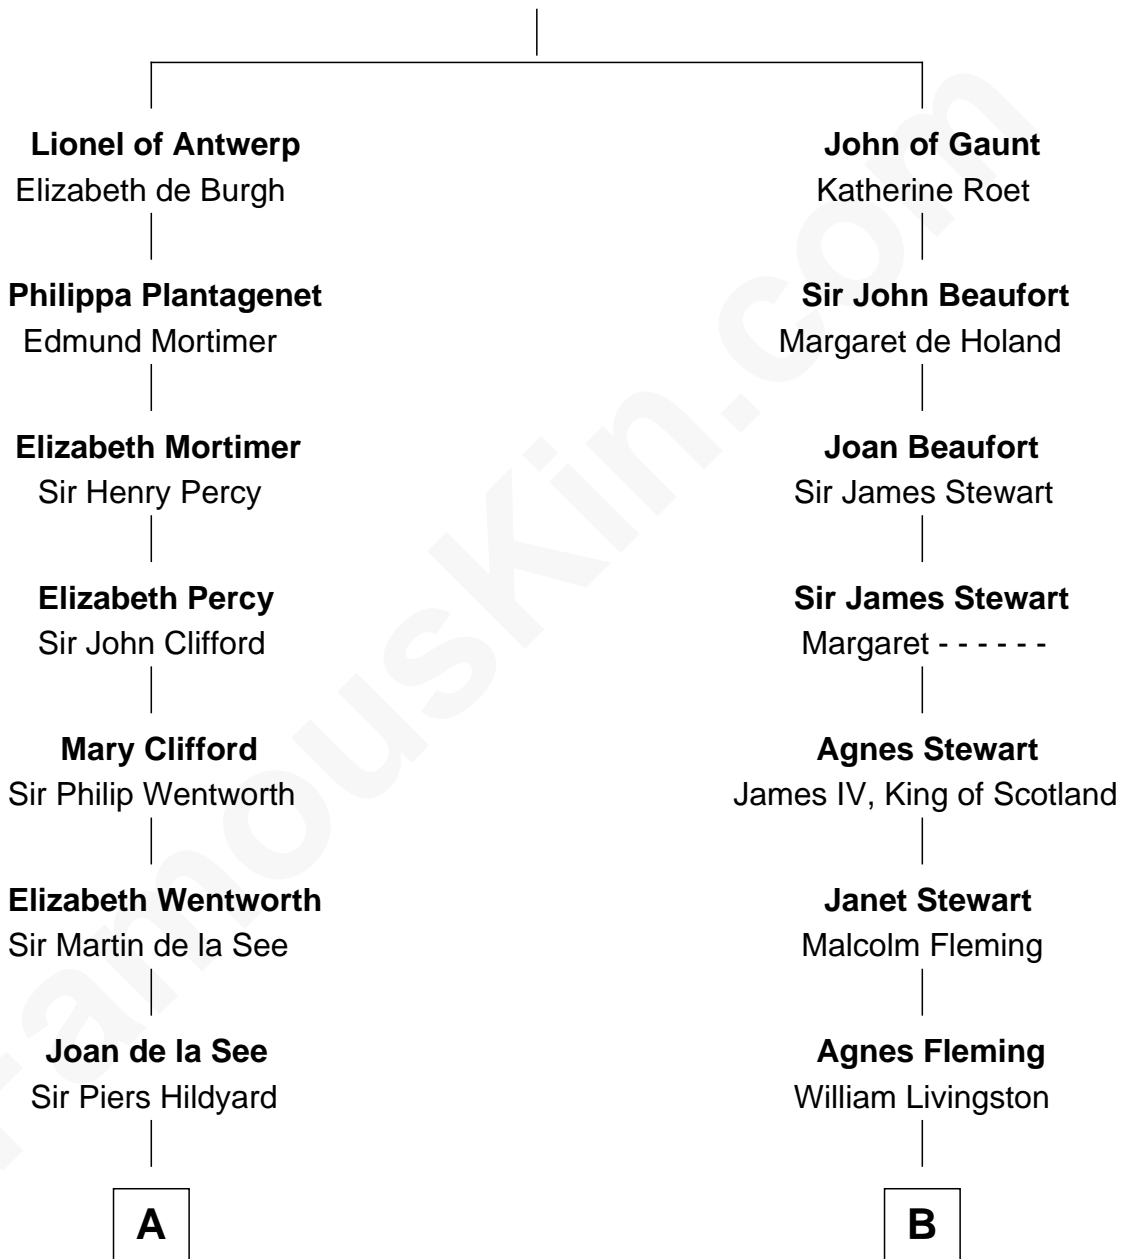 Lionel of Antwerp
Elizabeth de Burgh
Philippa Plantagenet
Edmund Mortimer
Elizabeth Mortimer
Sir Henry Percy
Elizabeth Percy
Sir John Clifford
Mary Clifford
Sir Philip Wentworth
Elizabeth Wentworth
Sir Martin de la See
Joan de la See
Sir Piers Hildyard
A
John of Gaunt
Katherine Roet
Sir John Beaufort
Margaret de Holand
Joan Beaufort
Sir James Stewart
Sir James Stewart
Margaret - - - - - -
Agnes Stewart
James IV, King of Scotland
Janet Stewart
Malcolm Fleming
Agnes Fleming
William Livingston
B
FamousKin.com